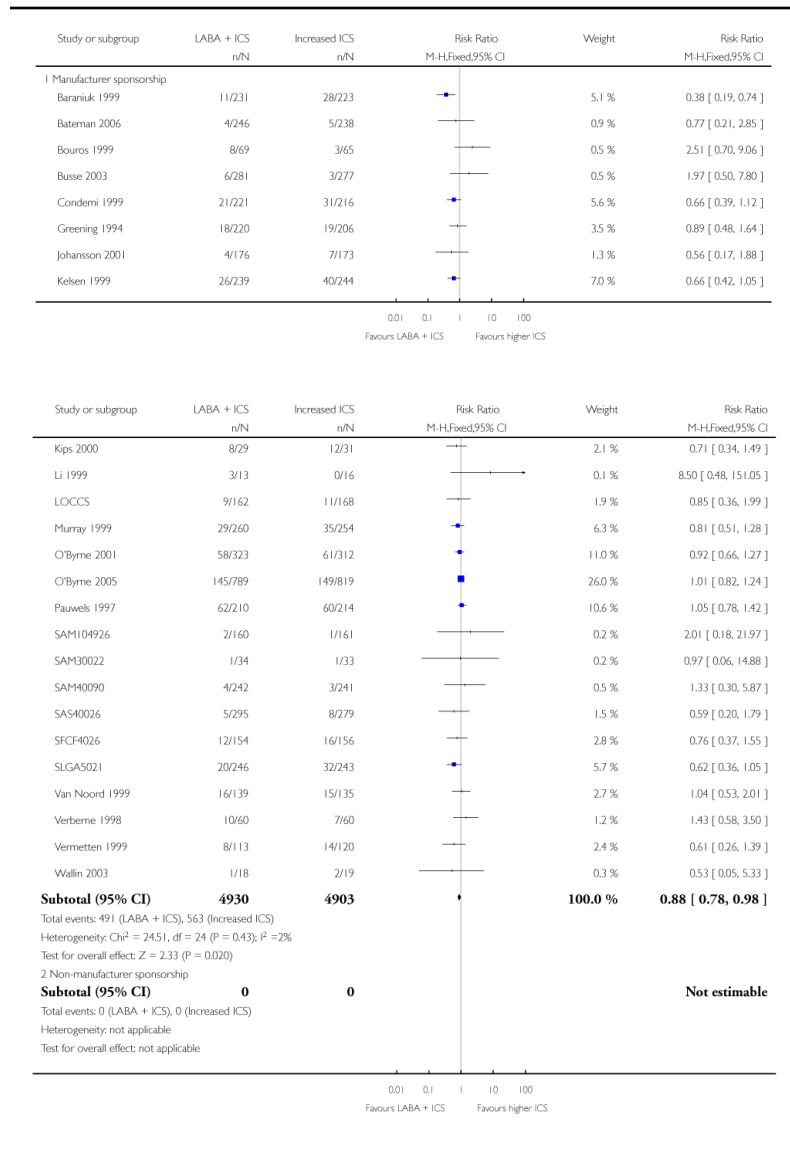 Study or subgroup LABA + ICS Increased ICS Risk Ratio Weight Risk Ratio
n/N n/N M-H,Fixed,95% CI M-H,Fixed,95% CI
1 Manufacturer sponsorship
Baraniuk 1999 11/231 28/223 5.1 % 0.38 [ 0.19, 0.74 ]
Bateman 2006 4/246 5/238 0.9 % 0.77 [ 0.21, 2.85 ]
Bouros 1999 8/69 3/65 0.5 % 2.51 [ 0.70, 9.06 ]
Busse 2003 6/281 3/277 0.5 % 1.97 [ 0.50, 7.80 ]
Condemi 1999 21/221 31/216 5.6 % 0.66 [ 0.39, 1.12 ]
Greening 1994 18/220 19/206 3.5 % 0.89 [ 0.48, 1.64 ]
Johansson 2001 4/176 7/173 1.3 % 0.56 [ 0.17, 1.88 ]
Kelsen 1999 26/239 40/244 7.0 % 0.66 [ 0.42, 1.05 ]
0.01 0.1 1 10 100
Favours LABA + ICS Favours higher ICS
Study or subgroup LABA + ICS Increased ICS Risk Ratio Weight Risk Ratio
n/N n/N M-H,Fixed,95% CI M-H,Fixed,95% CI
Kips 2000 8/29 12/31 2.1 % 0.71 [ 0.34, 1.49 ]
Li 1999 3/13 0/16 0.1 % 8.50 [ 0.48, 151.05 ]
LOCCS 9/162 11/168 1.9 % 0.85 [ 0.36, 1.99 ]
Murray 1999 29/260 35/254 6.3 % 0.81 [ 0.51, 1.28 ]
O'Byrne 2001 58/323 61/312 11.0 % 0.92 [ 0.66, 1.27 ]
O'Byrne 2005 145/789 149/819 26.0 % 1.01 [ 0.82, 1.24 ]
Pauwels 1997 62/210 60/214 10.6 % 1.05 [ 0.78, 1.42 ]
SAM104926 2/160 1/161 0.2 % 2.01 [ 0.18, 21.97 ]
SAM30022 1/34 1/33 0.2 % 0.97 [ 0.06, 14.88 ]
SAM40090 4/242 3/241 0.5 % 1.33 [ 0.30, 5.87 ]
SAS40026 5/295 8/279 1.5 % 0.59 [ 0.20, 1.79 ]
SFCF4026 12/154 16/156 2.8 % 0.76 [ 0.37, 1.55 ]
SLGA5021 20/246 32/243 5.7 % 0.62 [ 0.36, 1.05 ]
Van Noord 1999 16/139 15/135 2.7 % 1.04 [ 0.53, 2.01 ]
Verberne 1998 10/60 7/60 1.2 % 1.43 [ 0.58, 3.50 ]
Vermetten 1999 8/113 14/120 2.4 % 0.61 [ 0.26, 1.39 ]
Wallin 2003 1/18 2/19 0.3 % 0.53 [ 0.05, 5.33 ]
Subtotal (95% CI) 4930 4903 100.0 % 0.88 [ 0.78, 0.98 ]
Total events: 491 (LABA + ICS), 563 (Increased ICS)
Heterogeneity: Chi² = 24.51, df = 24 (P = 0.43); I² =2%
Test for overall effect: Z = 2.33 (P = 0.020)
2 Non-manufacturer sponsorship
Subtotal (95% CI) 0 0 Not estimable
Total events: 0 (LABA + ICS), 0 (Increased ICS)
Heterogeneity: not applicable
Test for overall effect: not applicable
0.01 0.1 1 10 100
Favours LABA + ICS Favours higher ICS